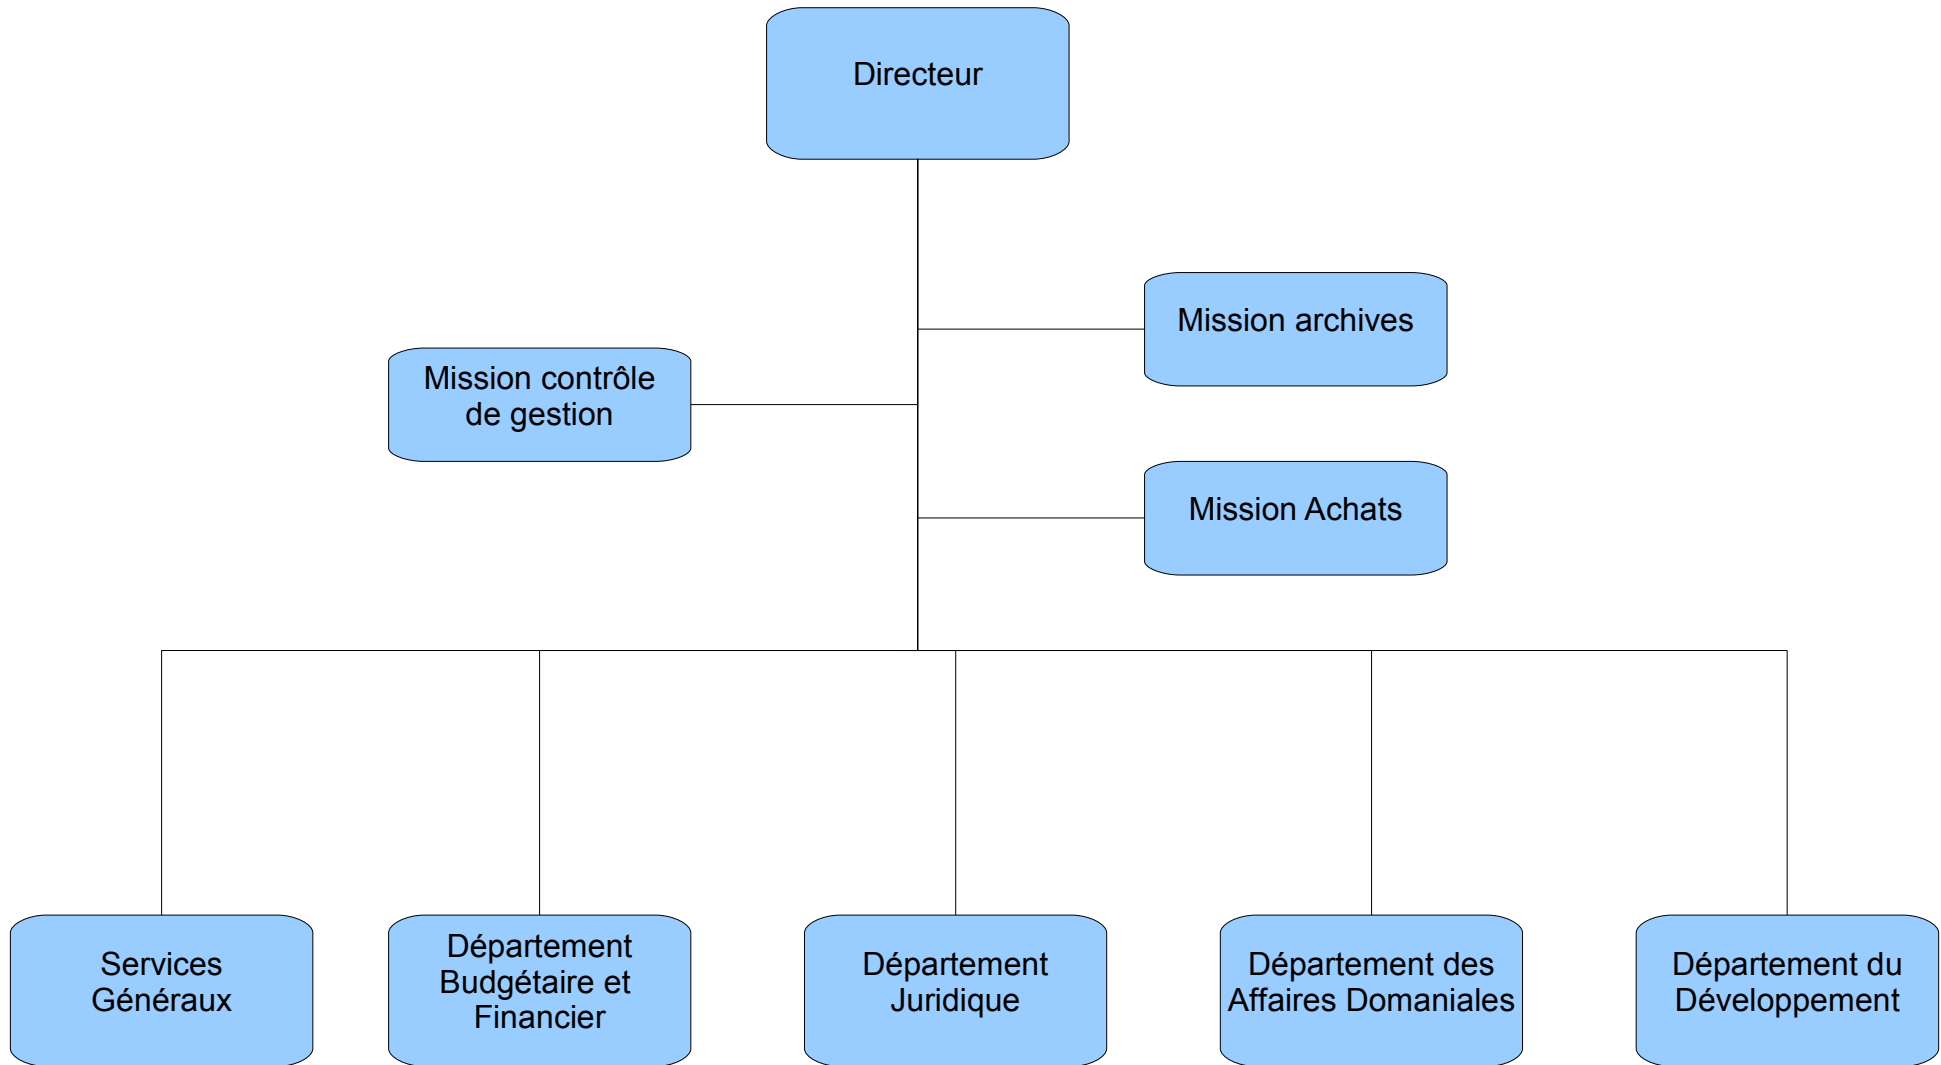 Directeur
Mission archives
Mission contrôle
de gestion
Mission Achats
Services
Généraux
Département
Budgétaire et
Financier
Département
Juridique
Département des
Affaires Domaniales
Département du
Développement